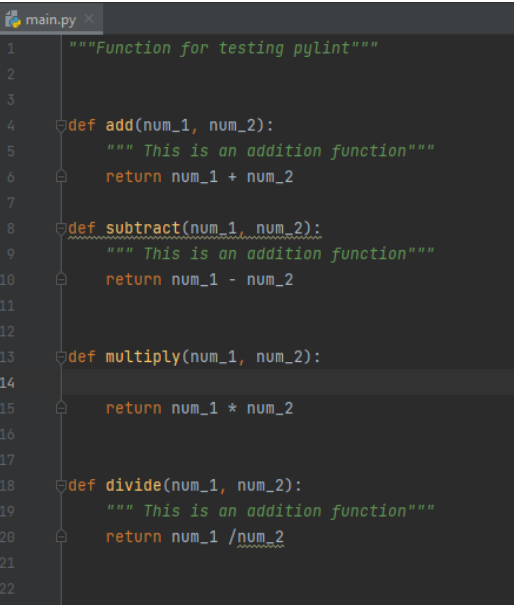 main.py
1 """Function for testing pylint"""
2
3
4 def add(num_1, num_2):
5     """ This is an addition function"""
6     return num_1 + num_2
7
8 def subtract(num_1, num_2):
9     """ This is an addition function"""
10     return num_1 - num_2
11
12
13 def multiply(num_1, num_2):
14
15     return num_1 * num_2
16
17
18 def divide(num_1, num_2):
19     """ This is an addition function"""
20     return num_1 /num_2
21
22